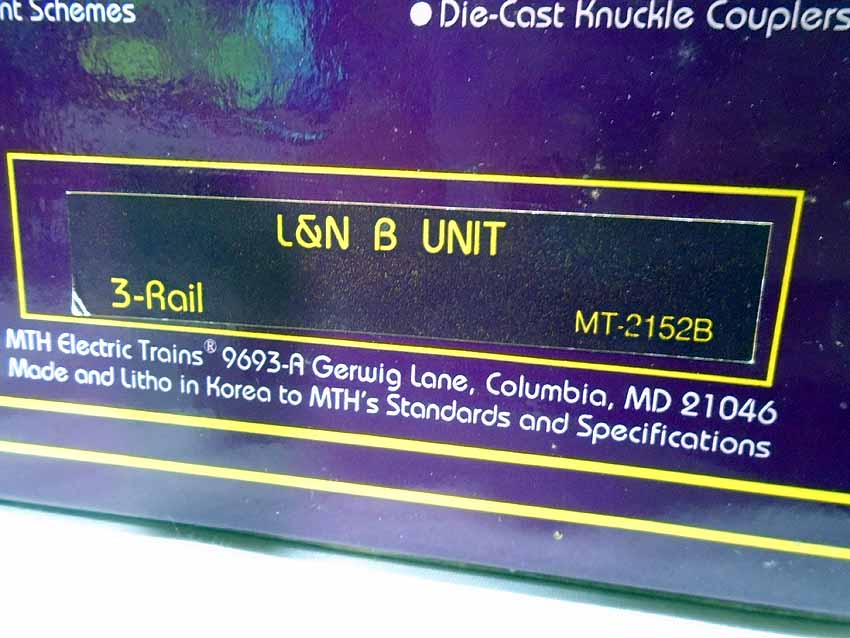 nt Schemes
Die-Cast Knuckle Couplers
L&N B UNIT
3-Rail
MT-2152B
MTH Electric Trains® 9693-A Gerwig Lane, Columbia, MD 21046
Made and Litho in Korea to MTH's Standards and Specifications